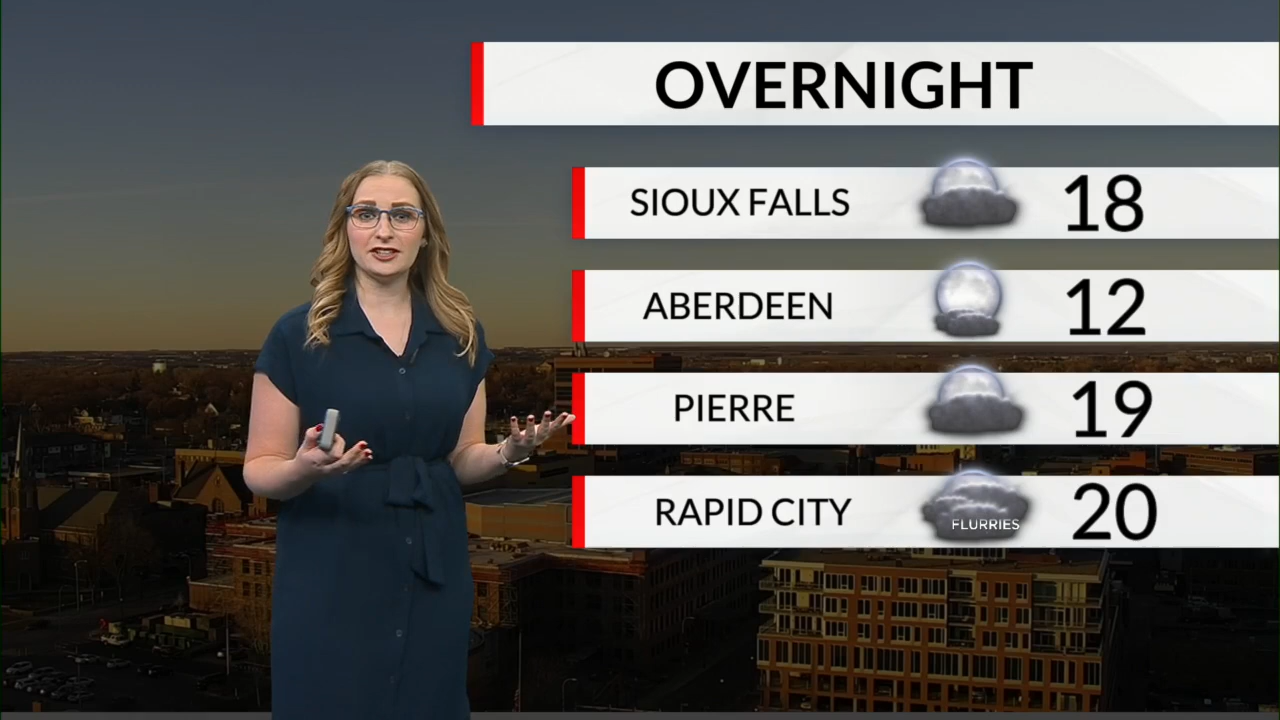 OVERNIGHT
SIOUX FALLS 18
ABERDEEN 12
PIERRE 19
RAPID CITY FLURRIES 20